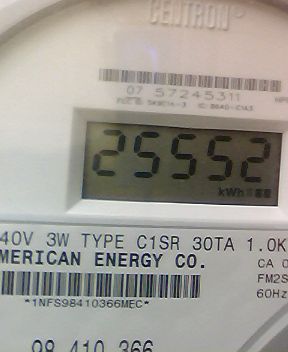 CENTRON®
07 57245311
25552
kWh
40V 3W TYPE C1SR 30TA 1.0K
MERICAN ENERGY CO.
CA 0
FM2S
*1NFS98410366MEC*
60Hz
98 410 366